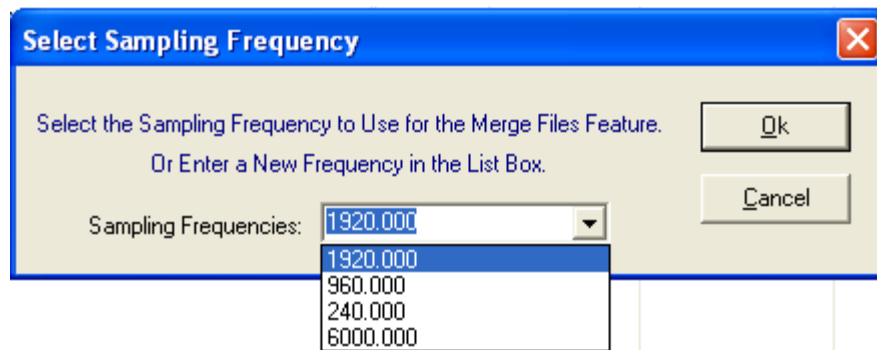 Select Sampling Frequency
Select the Sampling Frequency to Use for the Merge Files Feature.
Or Enter a New Frequency in the List Box.
Ok
Cancel
Sampling Frequencies: 1920.000
1920.000
960.000
240.000
6000.000